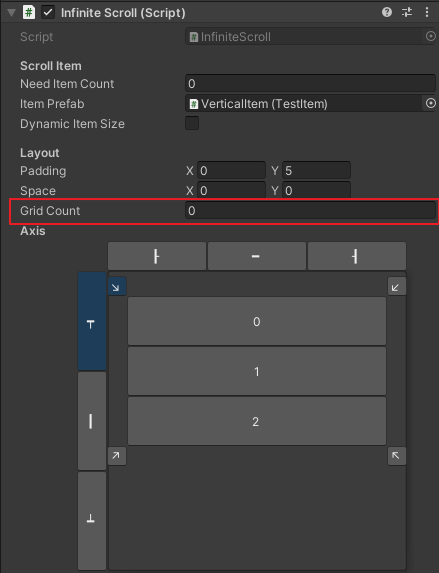 Infinite Scroll (Script)
Script InfiniteScroll
Scroll Item
Need Item Count 0
Item Prefab VerticalItem (TestItem)
Dynamic Item Size
Layout
Padding X 0 Y 5
Space X 0 Y 0
Grid Count 0
Axis
0
1
2